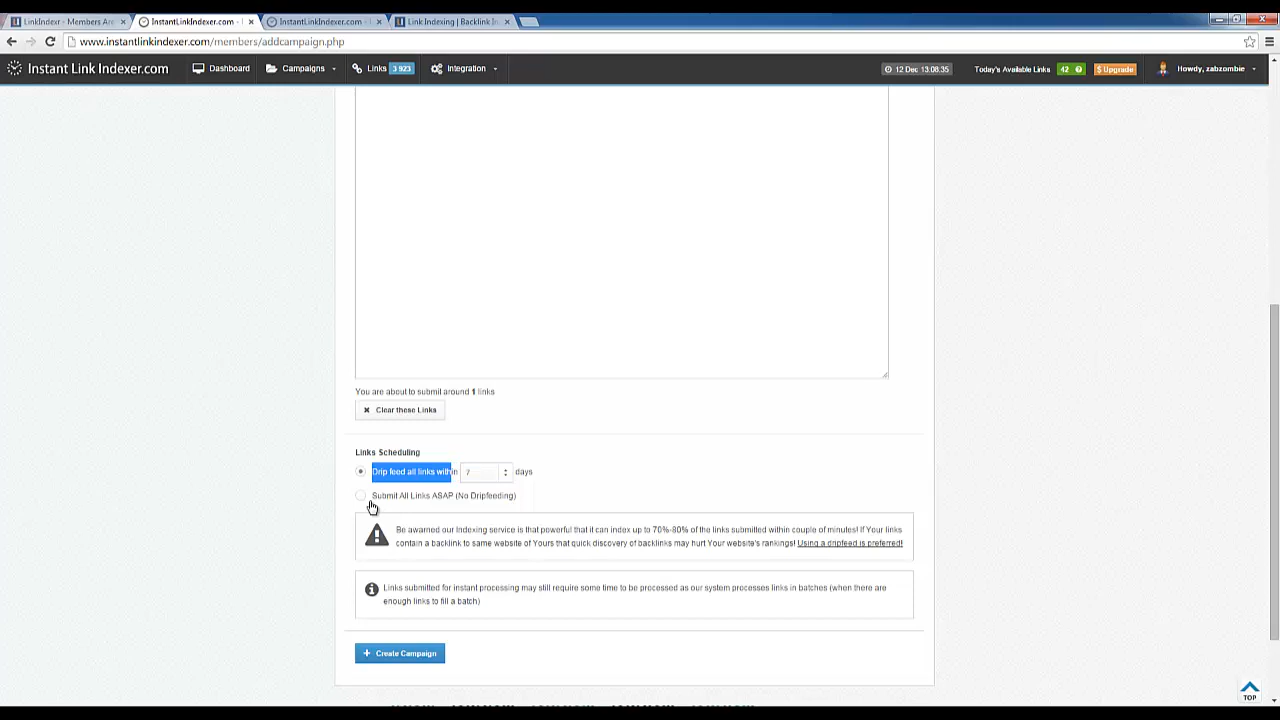 LinkIndexr - Members Are
InstantLinkIndexer.com -
InstantLinkIndexer.com -
Link Indexing | Backlink In
www.instantlinkindexer.com/members/addcampaign.php
Instant Link Indexer.com
Dashboard
Campaigns
Links 3 923
Integration
12 Dec 13:08:35
Today's Available Links 42
$ Upgrade
Howdy, zabzombie
You are about to submit around 1 links
Clear these Links
Links Scheduling
Drip feed all links within 7 days
Submit All Links ASAP (No Dripfeeding)
Be awarned our Indexing service is that powerful that it can index up to 70%-80% of the links submitted within couple of minutes! If Your links
contain a backlink to same website of Yours that quick discovery of backlinks may hurt Your website's rankings! Using a dripfeed is preferred!
Links submitted for instant processing may still require some time to be processed as our system processes links in batches (when there are
enough links to fill a batch)
+ Create Campaign
TOP